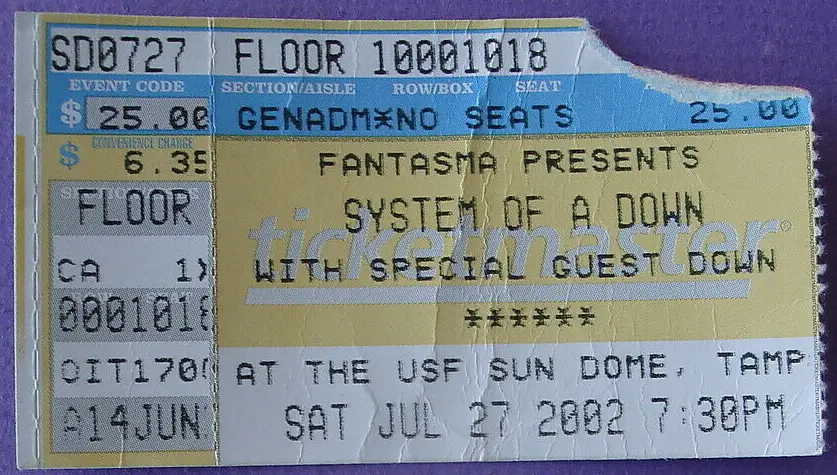 SD0727 FLOOR 10001018
EVENT CODE SECTION/AISLE ROW/BOX SEAT
$ 25.00 GENADM*NO SEATS 25.00
CONVENIENCE CHARGE
$ 6.35 FANTASMA PRESENTS
FLOOR SYSTEM OF A DOWN
ticketmaster®
CA 1X WITH SPECIAL GUEST DOWN
0001018 ******
AT THE USF SUN DOME, TAMP
A14JUN SAT JUL 27 2002 7:30PM